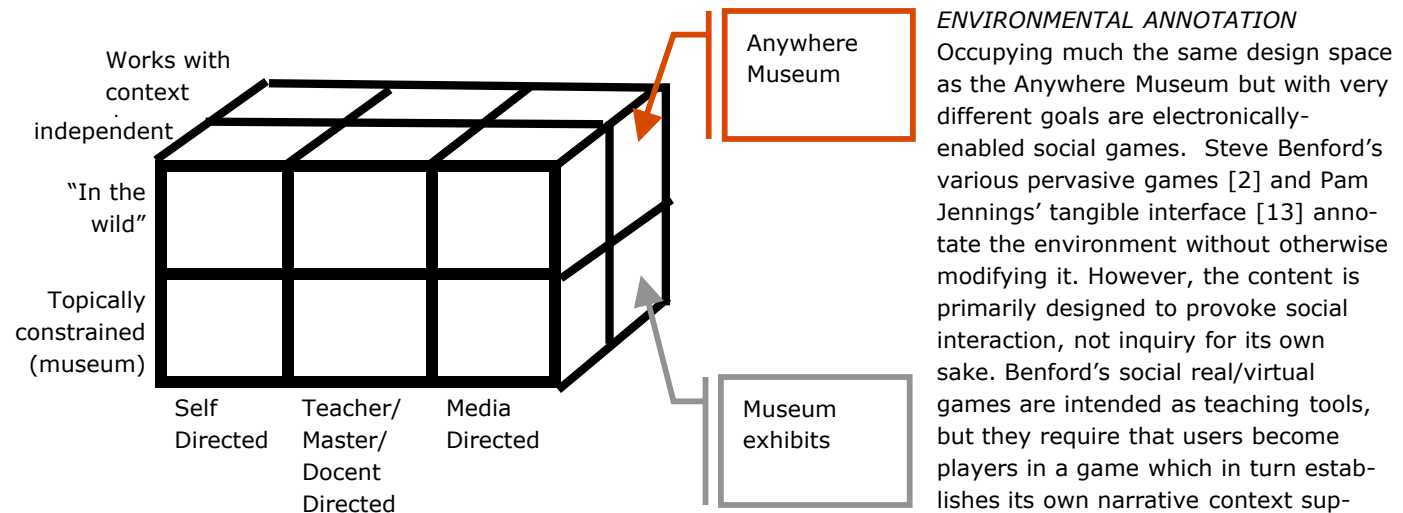 Works with
context
independent
“In the
wild”
Topically
constrained
(museum)
Self
Directed
Teacher/
Master/
Docent
Directed
Media
Directed
Anywhere
Museum
Museum
exhibits
ENVIRONMENTAL ANNOTATION
Occupying much the same design space
as the Anywhere Museum but with very
different goals are electronically-
enabled social games.  Steve Benford’s
various pervasive games [2] and Pam
Jennings’ tangible interface [13] anno-
tate the environment without otherwise
modifying it. However, the content is
primarily designed to provoke social
interaction, not inquiry for its own
sake. Benford’s social real/virtual
games are intended as teaching tools,
but they require that users become
players in a game which in turn estab-
lishes its own narrative context sup-